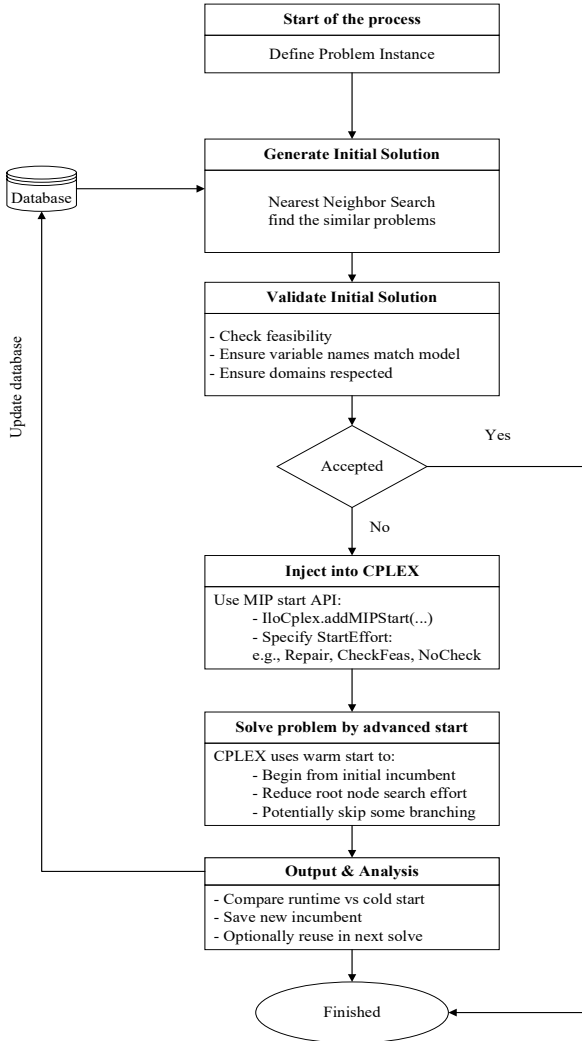 Start of the process
Define Problem Instance
Generate Initial Solution
Nearest Neighbor Search
find the similar problems
Database
Validate Initial Solution
- Check feasibility
- Ensure variable names match model
- Ensure domains respected
Update database
Accepted
Yes
No
Inject into CPLEX
Use MIP start API:
- IloCplex.addMIPStart(...)
- Specify StartEffort:
e.g., Repair, CheckFeas, NoCheck
Solve problem by advanced start
CPLEX uses warm start to:
- Begin from initial incumbent
- Reduce root node search effort
- Potentially skip some branching
Output & Analysis
- Compare runtime vs cold start
- Save new incumbent
- Optionally reuse in next solve
Finished